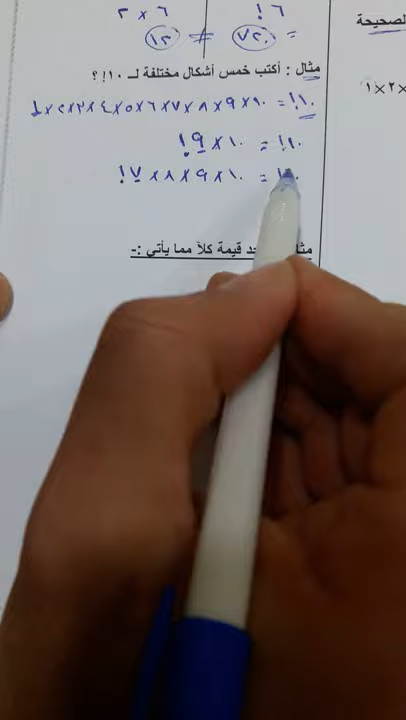 الصحيحة
١ × ٢ ×
٦! ٦ × ٢
= ٧٢٠ ≠ ١٢
مثال : أكتب خمس أشكال مختلفة لـ ١٠! ؟
١٠! = ١٠ × ٩ × ٨ × ٧ × ٦ × ٥ × ٤ × ٣ × ٢ × ١
١٠! = ١٠ × ٩!
١٠! = ١٠ × ٩ × ٨ × ٧!
قيمة كلاً مما يأتي :-